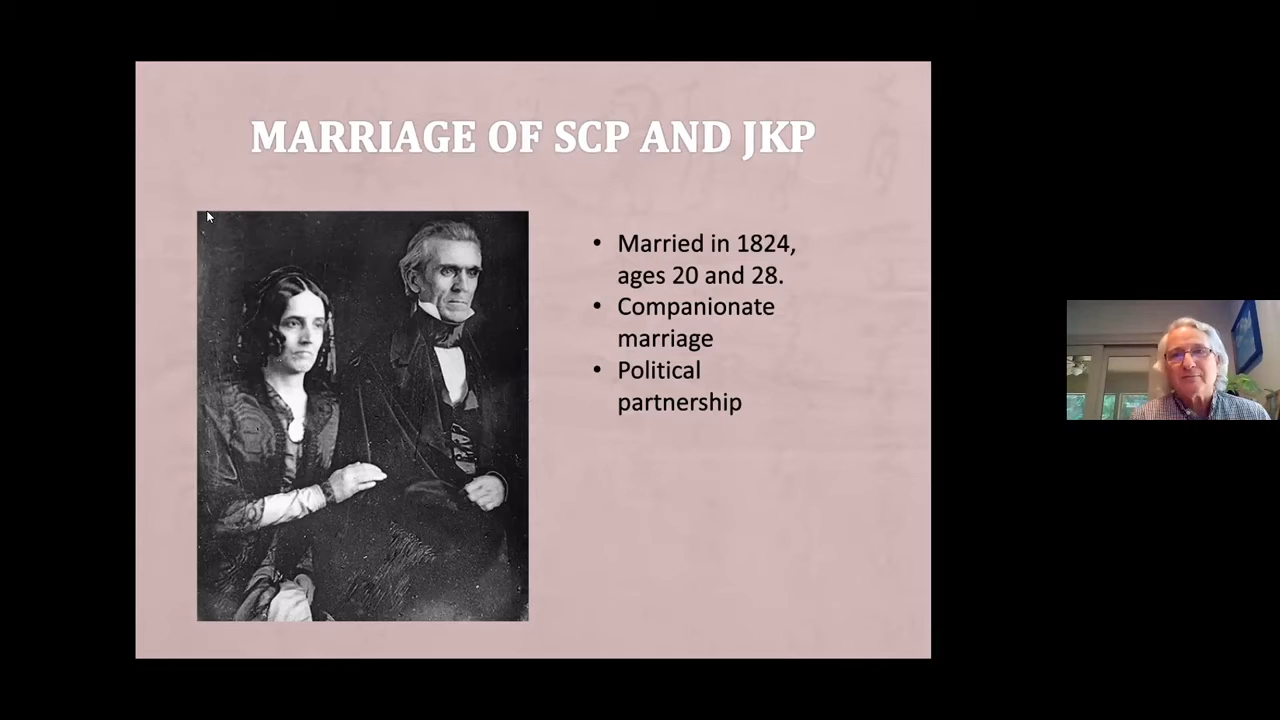 MARRIAGE OF SCP AND JKP
• Married in 1824,
ages 20 and 28.
• Companionate
marriage
• Political
partnership